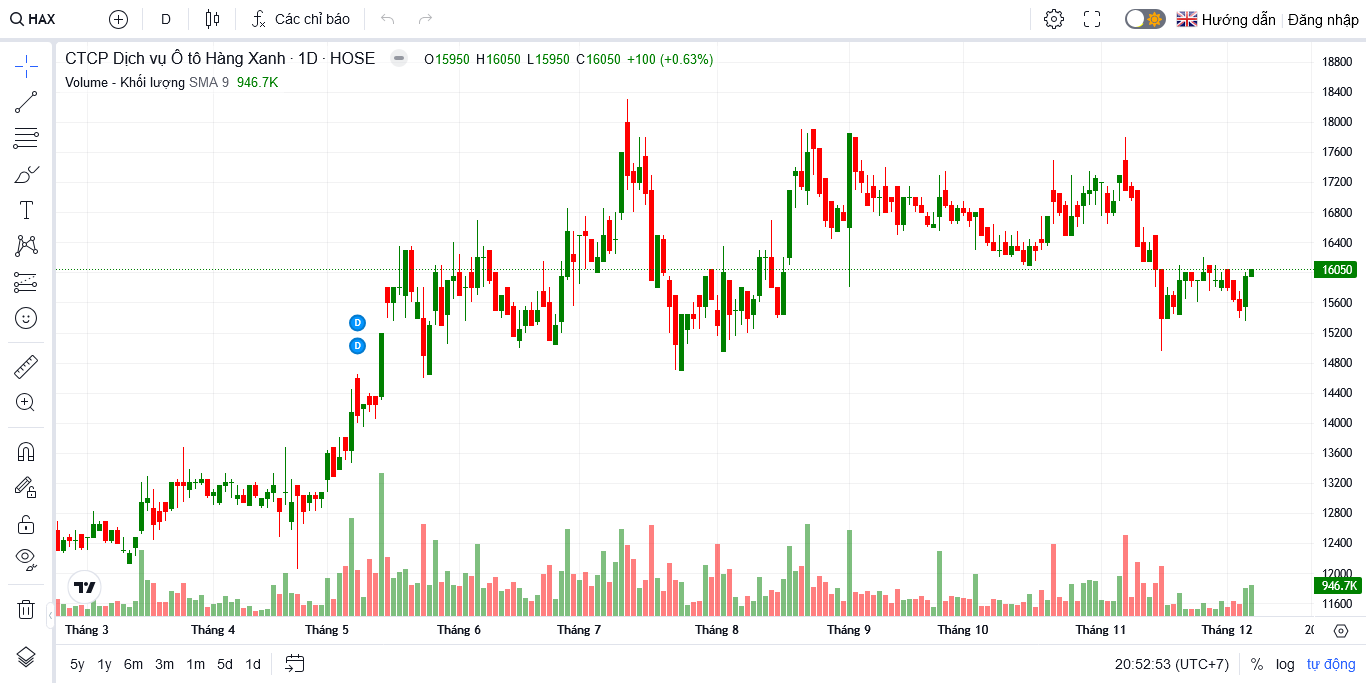 HAX D Các chỉ báo Hướng dẫn Đăng nhập
CTCP Dịch vụ Ô tô Hàng Xanh · 1D · HOSE O15950 H16050 L15950 C16050 +100 (+0.63%)
Volume - Khối lượng SMA 9 946.7K
18800
18400
18000
17600
17200
16800
16400
16050
15600
15200
14800
14400
14000
13600
13200
12800
12400
12000
946.7K
11600
D
D
Tháng 3 Tháng 4 Tháng 5 Tháng 6 Tháng 7 Tháng 8 Tháng 9 Tháng 10 Tháng 11 Tháng 12
5y 1y 6m 3m 1m 5d 1d 20:52:53 (UTC+7) % log tự động